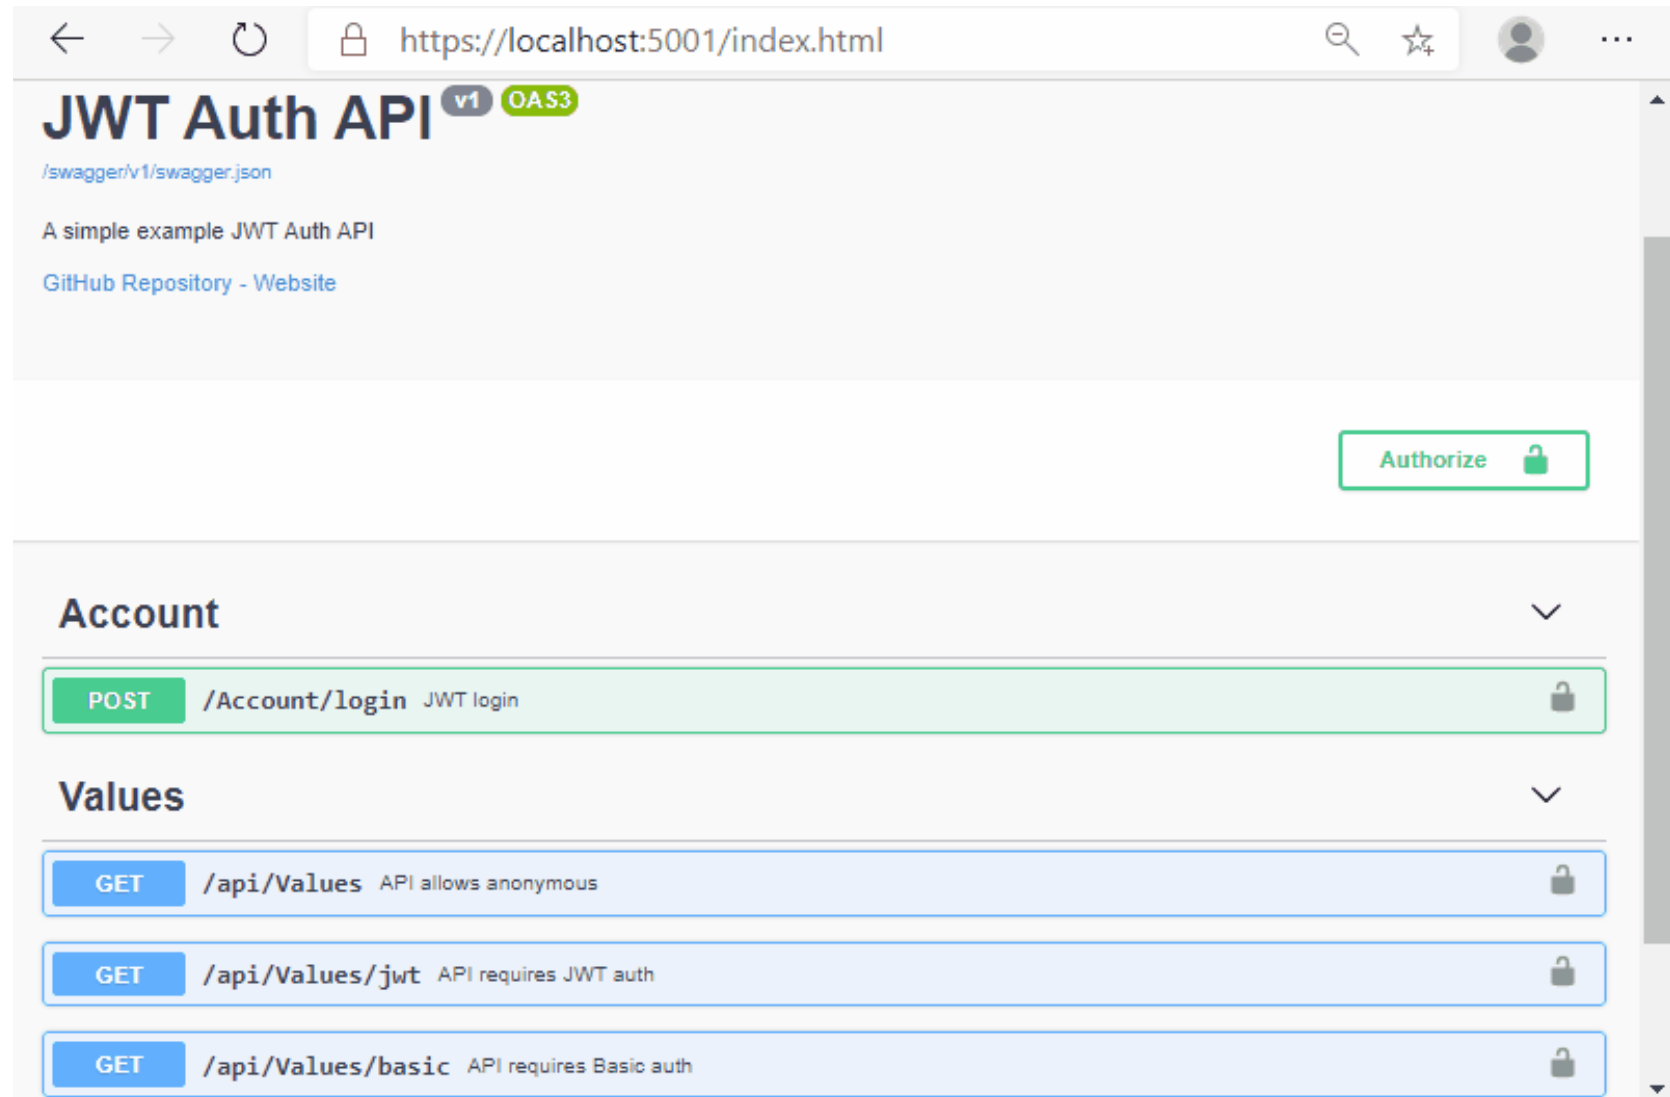 https://localhost:5001/index.html
JWT Auth API v1 OAS3
/swagger/v1/swagger.json
A simple example JWT Auth API
GitHub Repository - Website
Authorize
Account
POST /Account/login JWT login
Values
GET /api/Values API allows anonymous
GET /api/Values/jwt API requires JWT auth
GET /api/Values/basic API requires Basic auth